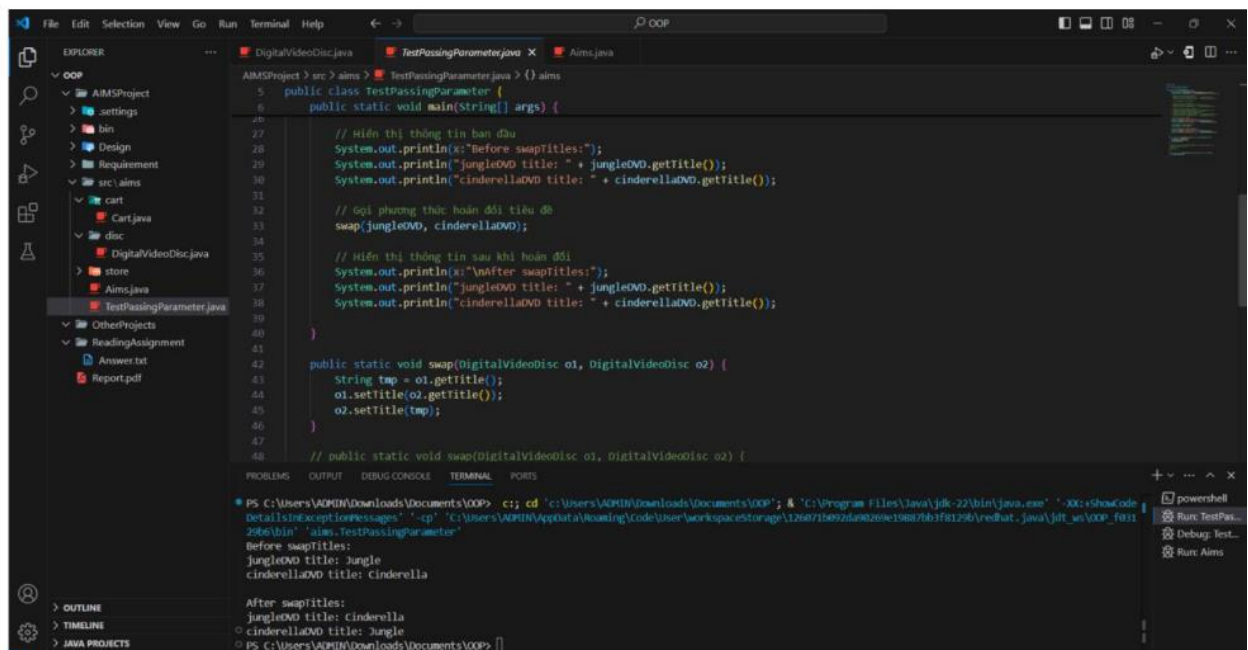 File Edit Selection View Go Run Terminal Help
OOP
EXPLORER
OOP
AIMSProject
.settings
bin
Design
Requirement
src\aims
cart
Cart.java
disc
DigitalVideoDisc.java
store
Aims.java
TestPassingParameter.java
OtherProjects
ReadingAssignment
Answer.txt
Report.pdf
OUTLINE
TIMELINE
JAVA PROJECTS
DigitalVideoDisc.java TestPassingParameter.java Aims.java
AIMSProject > src > aims > TestPassingParameter.java > {} aims
5 public class TestPassingParameter {
6 public static void main(String[] args) {
26
27 // Hiển thị thông tin ban đầu
28 System.out.println(x:"Before swapTitles:");
29 System.out.println("jungleDVD title: " + jungleDVD.getTitle());
30 System.out.println("cinderellaDVD title: " + cinderellaDVD.getTitle());
31
32 // Gọi phương thức hoán đổi tiêu đề
33 swap(jungleDVD, cinderellaDVD);
34
35 // Hiển thị thông tin sau khi hoán đổi
36 System.out.println(x:"\nAfter swapTitles:");
37 System.out.println("jungleDVD title: " + jungleDVD.getTitle());
38 System.out.println("cinderellaDVD title: " + cinderellaDVD.getTitle());
39
40 }
41
42 public static void swap(DigitalVideoDisc o1, DigitalVideoDisc o2) {
43 String tmp = o1.getTitle();
44 o1.setTitle(o2.getTitle());
45 o2.setTitle(tmp);
46 }
47
48 // public static void swap(DigitalVideoDisc o1, DigitalVideoDisc o2) {
PROBLEMS OUTPUT DEBUG CONSOLE TERMINAL PORTS
PS C:\Users\ADMIN\Downloads\Documents\OOP> c:; cd 'c:\Users\ADMIN\Downloads\Documents\OOP'; & 'C:\Program Files\Java\jdk-22\bin\java.exe' '-XX:+ShowCode
DetailsInExceptionMessages' '-cp'
'aims.TestPassingParameter'
Before swapTitles:
jungleDVD title: Jungle
cinderellaDVD title: Cinderella
After swapTitles:
jungleDVD title: Cinderella
cinderellaDVD title: Jungle
PS C:\Users\ADMIN\Downloads\Documents\OOP>
powershell
Run: TestPas...
Debug: Test...
Run: Aims